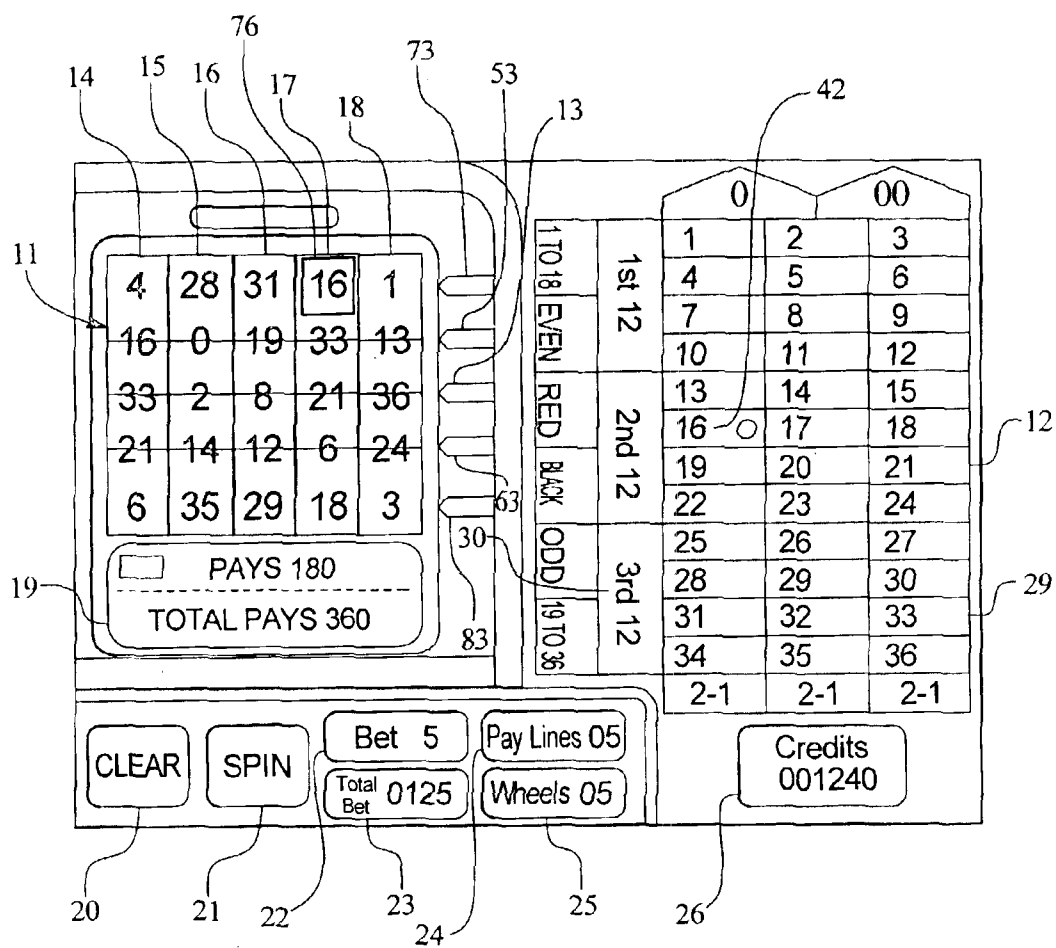 76 53 73
14 15 16 17 18 13 42
0 00
11
4 28 31 16 1
16 0 19 33 13
33 2 8 21 36
21 14 12 6 24
6 35 29 18 3
63
83
19
PAYS 180
TOTAL PAYS 360
1 TO 18
EVEN
RED
BLACK
ODD
19 TO 36
1st 12
2nd 12
3rd 12
30
1 2 3
4 5 6
7 8 9
10 11 12
13 14 15
16 17 18
19 20 21
22 23 24
25 26 27
28 29 30
31 32 33
34 35 36
2-1 2-1 2-1
12
29
CLEAR
SPIN
Bet 5
Total Bet 0125
Pay Lines 05
Wheels 05
Credits
001240
20 21 22 23 24 25 26